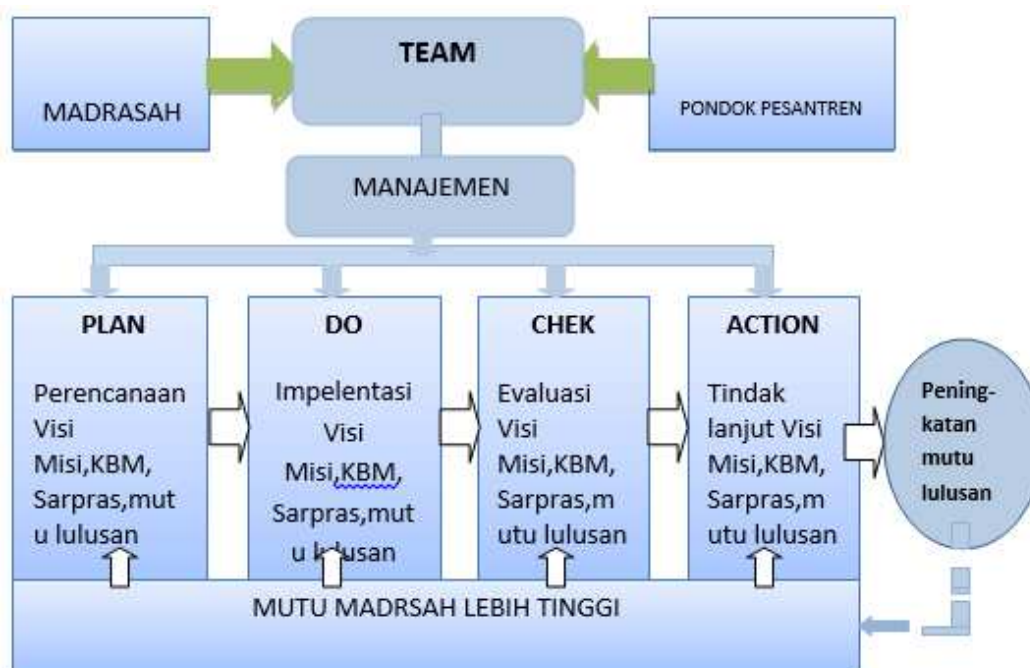 TEAM
MADRASAH
PONDOK PESANTREN
MANAJEMEN
PLAN
Perencanaan
Visi
Misi,KBM,
Sarpras,mut
u lulusan
DO
Impelentasi
Visi
Misi,KBM,
Sarpras,mut
u lulusan
CHEK
Evaluasi
Visi
Misi,KBM,
Sarpras,m
utu lulusan
ACTION
Tindak
lanjut Visi
Misi,KBM,
Sarpras,m
utu lulusan
Pening-
katan
mutu
lulusan
MUTU MADRSAH LEBIH TINGGI